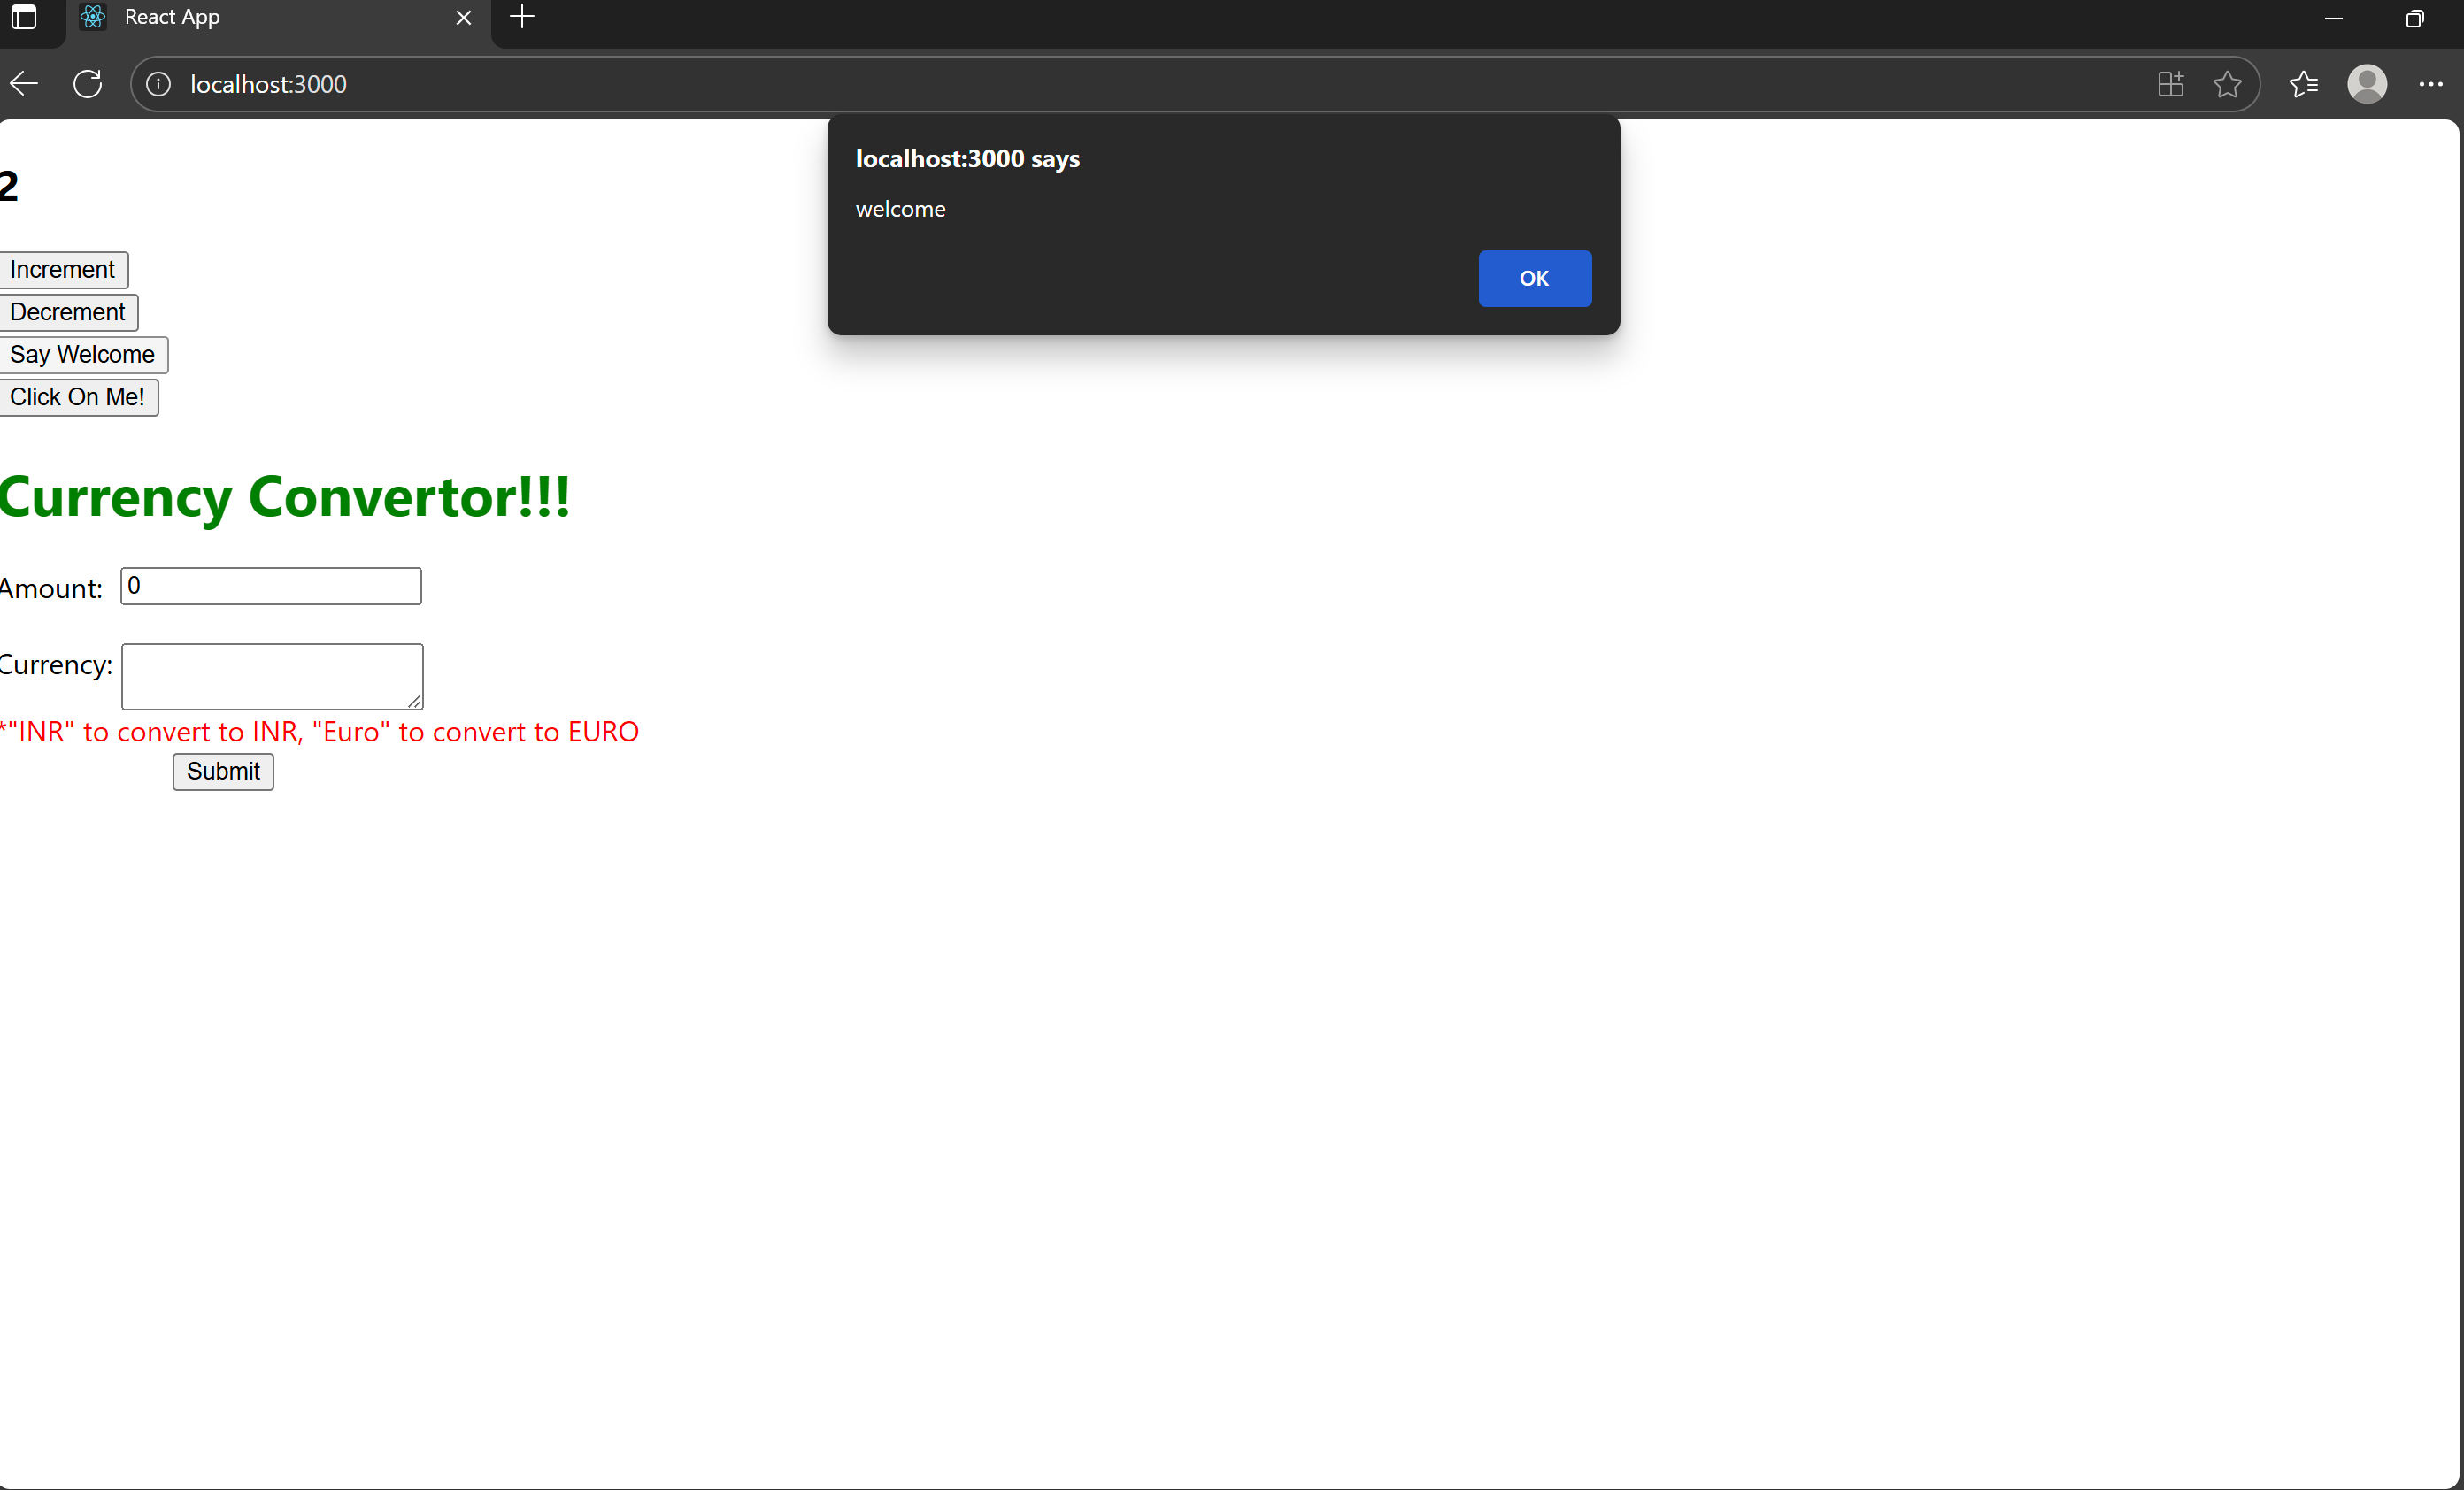 React App
localhost:3000
localhost:3000 says
welcome
OK
2
Increment
Decrement
Say Welcome
Click On Me!
Currency Convertor!!!
Amount: 0
Currency:
*"INR" to convert to INR, "Euro" to convert to EURO
Submit